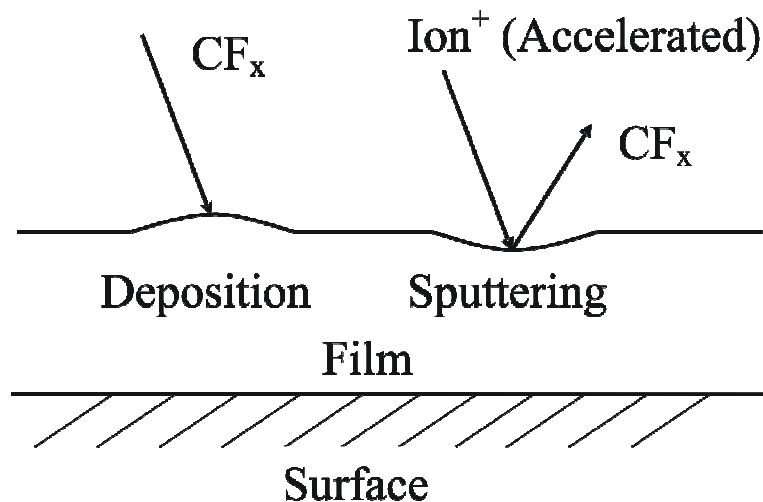 CFₓ
Ion⁺ (Accelerated)
CFₓ
Deposition
Sputtering
Film
Surface